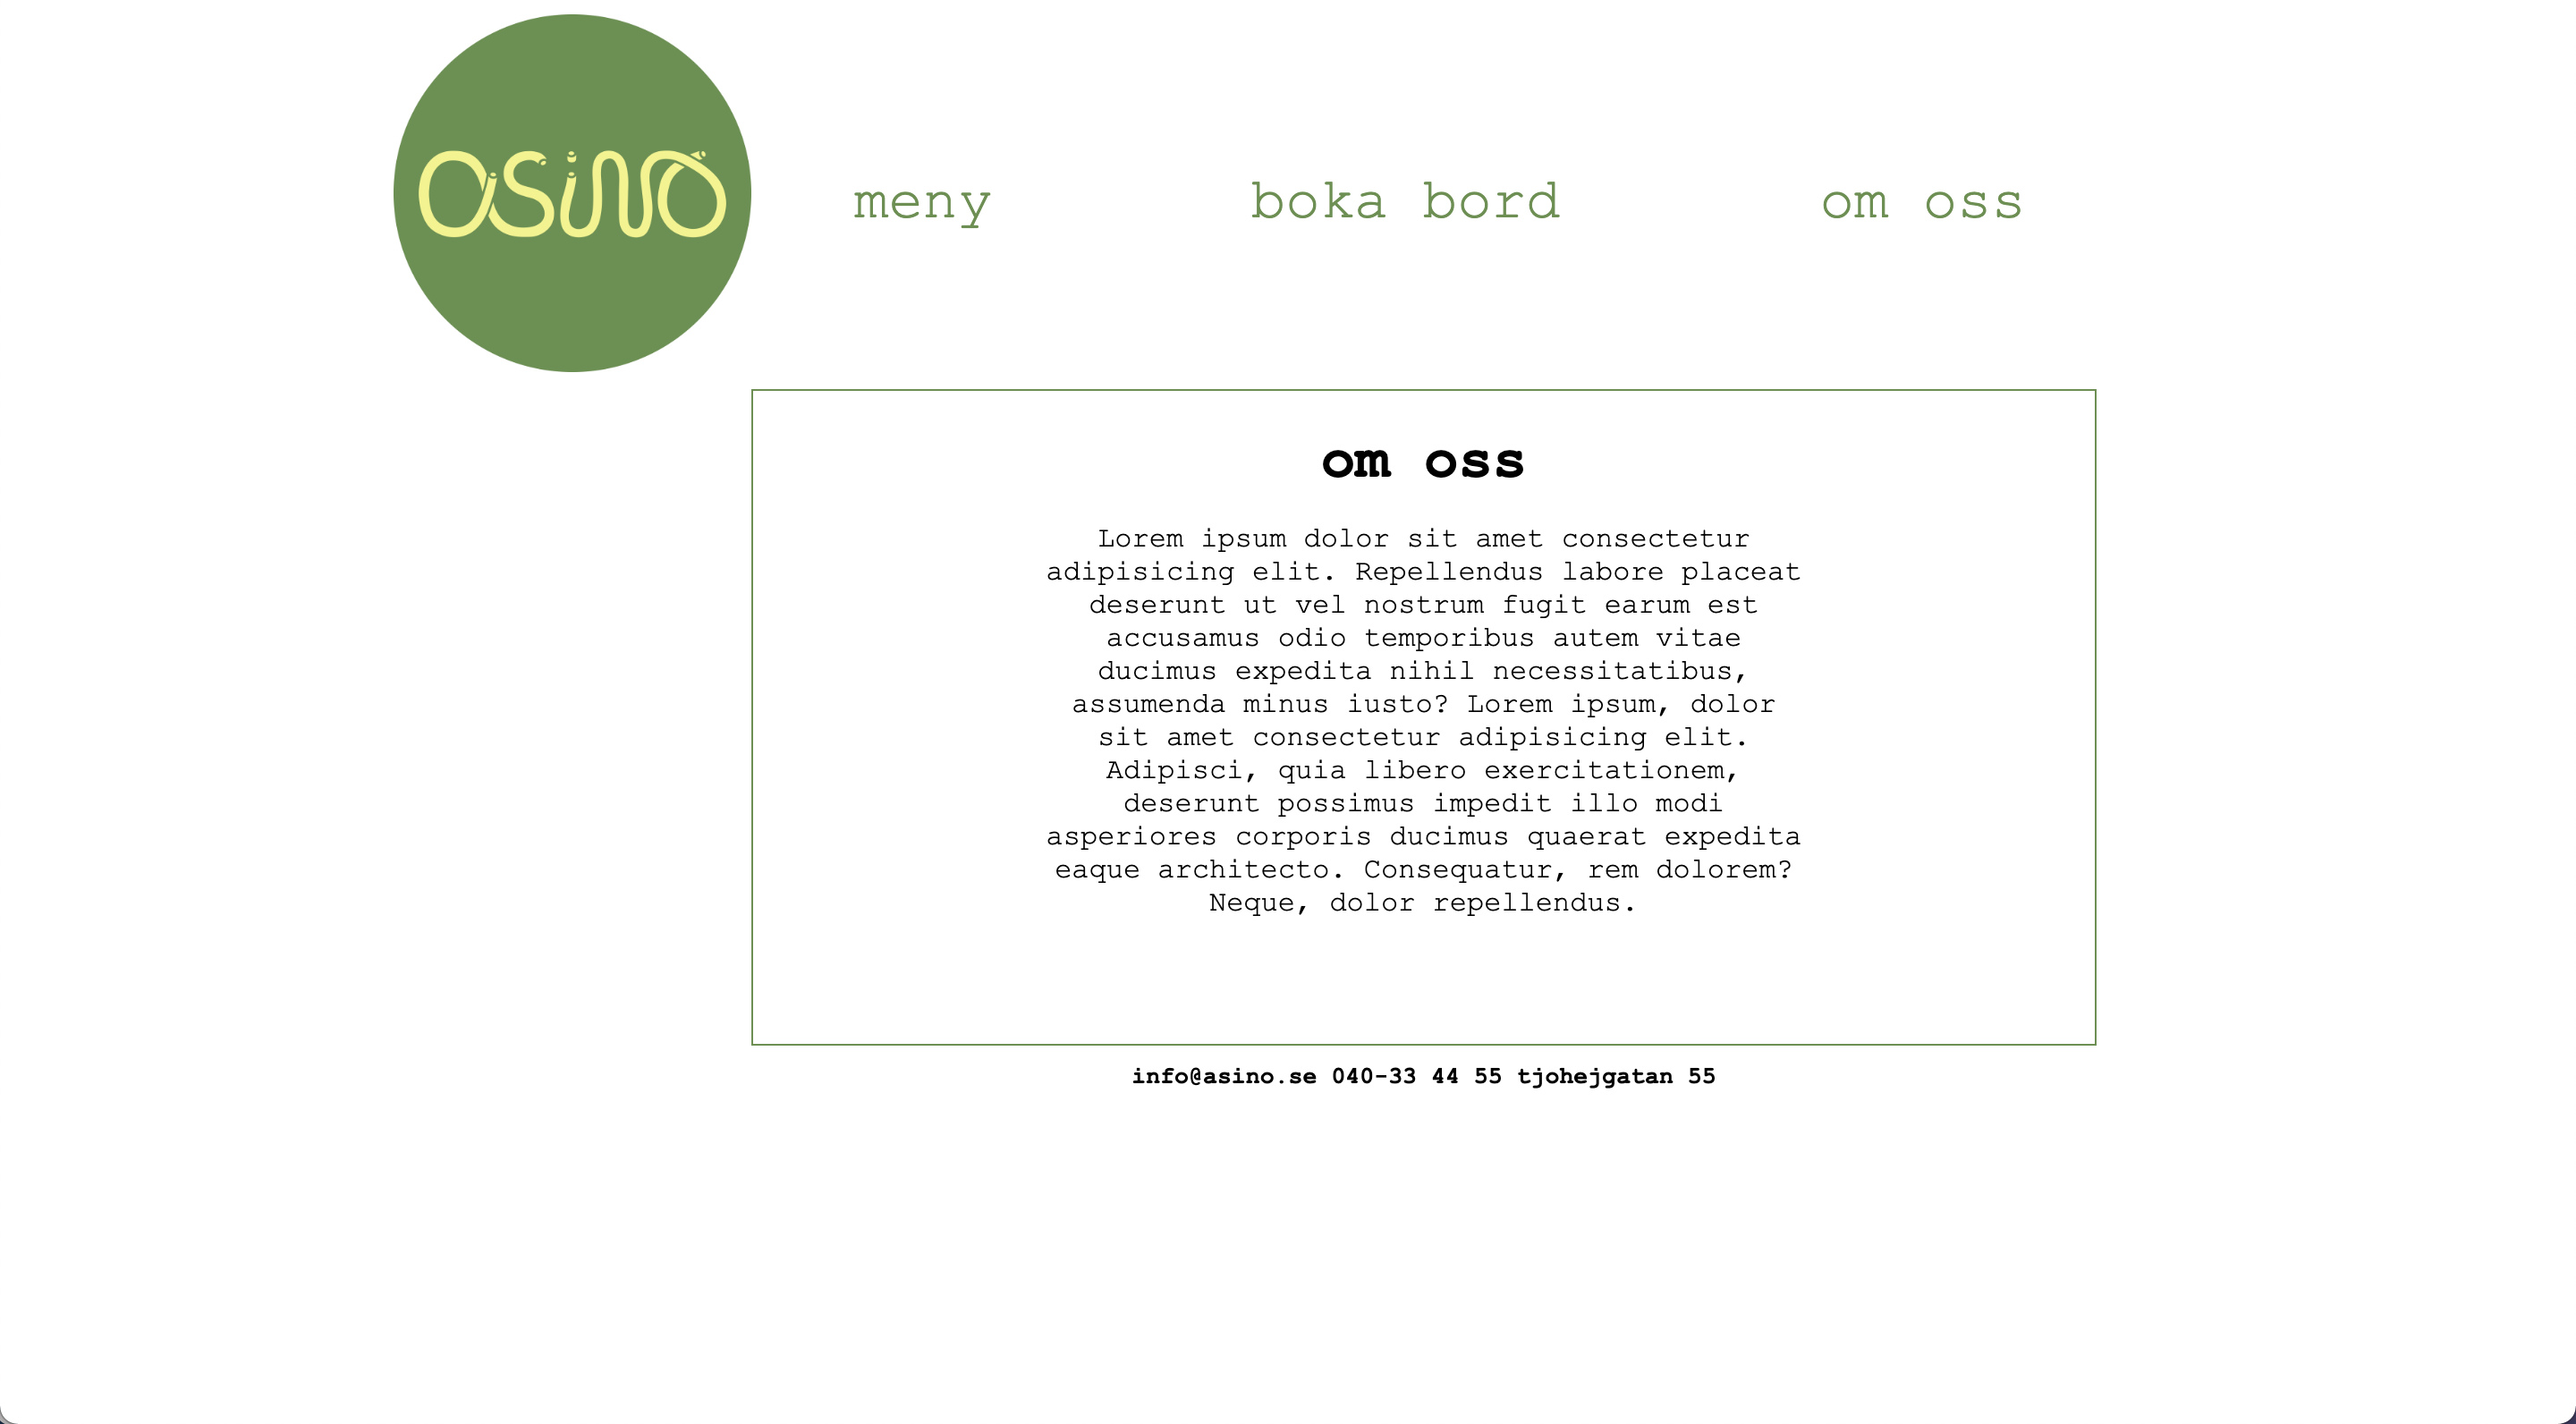 asino
meny
boka bord
om oss
om oss
Lorem ipsum dolor sit amet consectetur
adipisicing elit. Repellendus labore placeat
deserunt ut vel nostrum fugit earum est
accusamus odio temporibus autem vitae
ducimus expedita nihil necessitatibus,
assumenda minus iusto? Lorem ipsum, dolor
sit amet consectetur adipisicing elit.
Adipisci, quia libero exercitationem,
deserunt possimus impedit illo modi
asperiores corporis ducimus quaerat expedita
eaque architecto. Consequatur, rem dolorem?
Neque, dolor repellendus.
info@asino.se 040-33 44 55 tjohejgatan 55